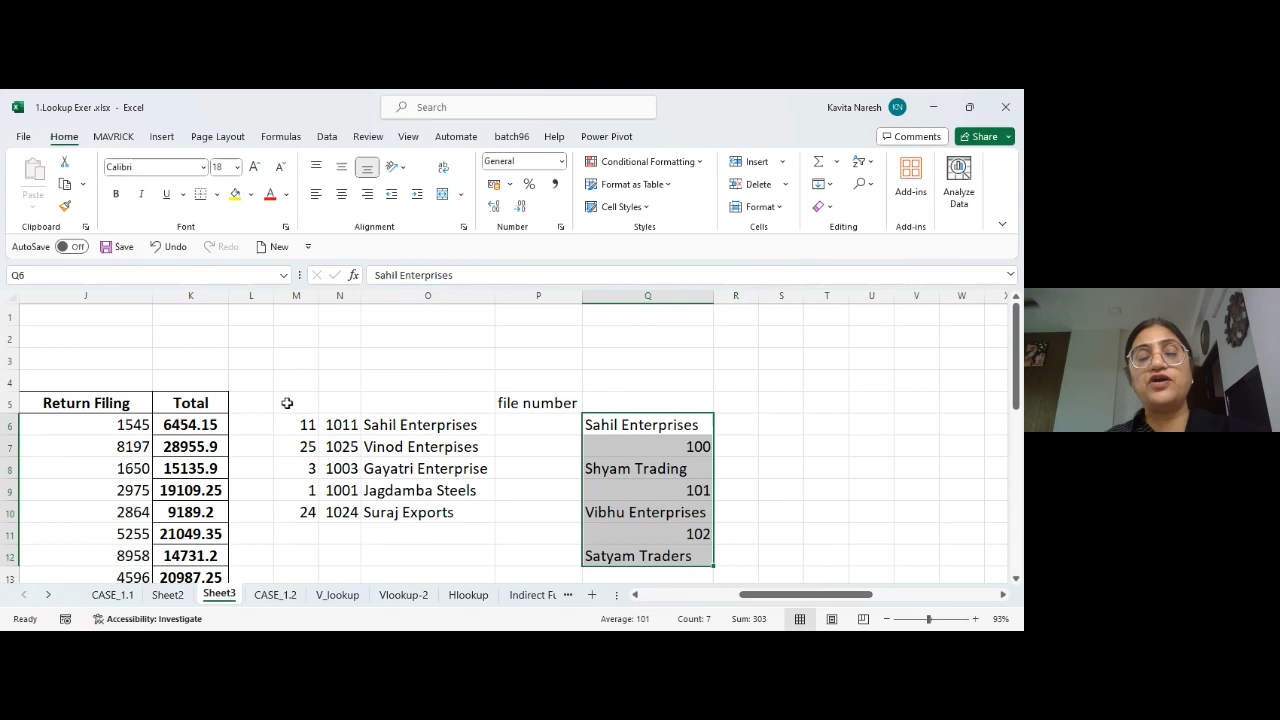 1.Lookup Exer .xlsx - Excel
Search
Kavita Naresh KN
File Home MAVRICK Insert Page Layout Formulas Data Review View Automate batch96 Help Power Pivot Comments Share
Paste
Calibri 18
General
Conditional Formatting
Format as Table
Cell Styles
Insert
Delete
Format
Add-ins
Analyze Data
Clipboard Font Alignment Number Styles Cells Editing Add-ins
AutoSave Off Save Undo Redo New
Q6 fx Sahil Enterprises
J K L M N O P Q R S T U V W X
1
2
3
4
5 Return Filing Total file number
6 1545 6454.15 11 1011 Sahil Enterprises Sahil Enterprises
7 8197 28955.9 25 1025 Vinod Enterpises 100
8 1650 15135.9 3 1003 Gayatri Enterprise Shyam Trading
9 2975 19109.25 1 1001 Jagdamba Steels 101
10 2864 9189.2 24 1024 Suraj Exports Vibhu Enterprises
11 5255 21049.35 102
12 8958 14731.2 Satyam Traders
13 4596 20987.25
CASE_1.1 Sheet2 Sheet3 CASE_1.2 V_lookup Vlookup-2 Hlookup Indirect Fu ...
Ready Accessibility: Investigate Average: 101 Count: 7 Sum: 303 93%